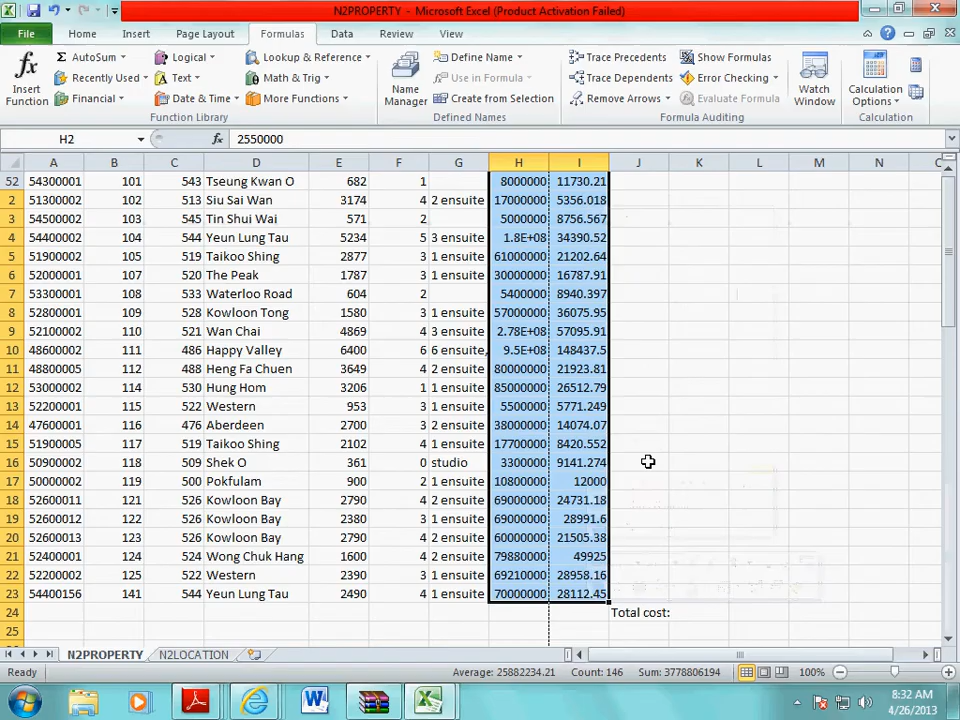 N2PROPERTY - Microsoft Excel (Product Activation Failed)
File Home Insert Page Layout Formulas Data Review View
fx Insert Function
Σ AutoSum
Recently Used
Financial
Logical
Text
Date & Time
Lookup & Reference
Math & Trig
More Functions
Function Library
Name Manager
Define Name
Use in Formula
Create from Selection
Defined Names
Trace Precedents
Trace Dependents
Remove Arrows
Show Formulas
Error Checking
Evaluate Formula
Formula Auditing
Watch Window
Calculation Options
Calculation
H2 fx 2550000
A B C D E F G H I J K L M N
52 54300001 101 543 Tseung Kwan O 682 1 8000000 11730.21
2 51300002 102 513 Siu Sai Wan 3174 4 2 ensuite 17000000 5356.018
3 54500002 103 545 Tin Shui Wai 571 2 5000000 8756.567
4 54400002 104 544 Yeun Lung Tau 5234 5 3 ensuite 1.8E+08 34390.52
5 51900002 105 519 Taikoo Shing 2877 3 1 ensuite 61000000 21202.64
6 52000001 107 520 The Peak 1787 3 1 ensuite 30000000 16787.91
7 53300001 108 533 Waterloo Road 604 2 5400000 8940.397
8 52800001 109 528 Kowloon Tong 1580 3 1 ensuite 57000000 36075.95
9 52100002 110 521 Wan Chai 4869 4 3 ensuite 2.78E+08 57095.91
10 48600002 111 486 Happy Valley 6400 6 6 ensuite, 9.5E+08 148437.5
11 48800005 112 488 Heng Fa Chuen 3649 4 2 ensuite 80000000 21923.81
12 53000002 114 530 Hung Hom 3206 1 1 ensuite 85000000 26512.79
13 52200001 115 522 Western 953 3 1 ensuite 5500000 5771.249
14 47600001 116 476 Aberdeen 2700 3 2 ensuite 38000000 14074.07
15 51900005 117 519 Taikoo Shing 2102 4 1 ensuite 17700000 8420.552
16 50900002 118 509 Shek O 361 0 studio 3300000 9141.274
17 50000002 119 500 Pokfulam 900 2 1 ensuite 10800000 12000
18 52600011 121 526 Kowloon Bay 2790 4 2 ensuite 69000000 24731.18
19 52600012 122 526 Kowloon Bay 2380 3 1 ensuite 69000000 28991.6
20 52600013 123 526 Kowloon Bay 2790 4 2 ensuite 60000000 21505.38
21 52400001 124 524 Wong Chuk Hang 1600 4 2 ensuite 79880000 49925
22 52200002 125 522 Western 2390 3 1 ensuite 69210000 28958.16
23 54400156 141 544 Yeun Lung Tau 2490 4 1 ensuite 70000000 28112.45
24 Total cost:
25
N2PROPERTY N2LOCATION
Ready Average: 25882234.21 Count: 146 Sum: 3778806194 100%
8:32 AM
4/26/2013